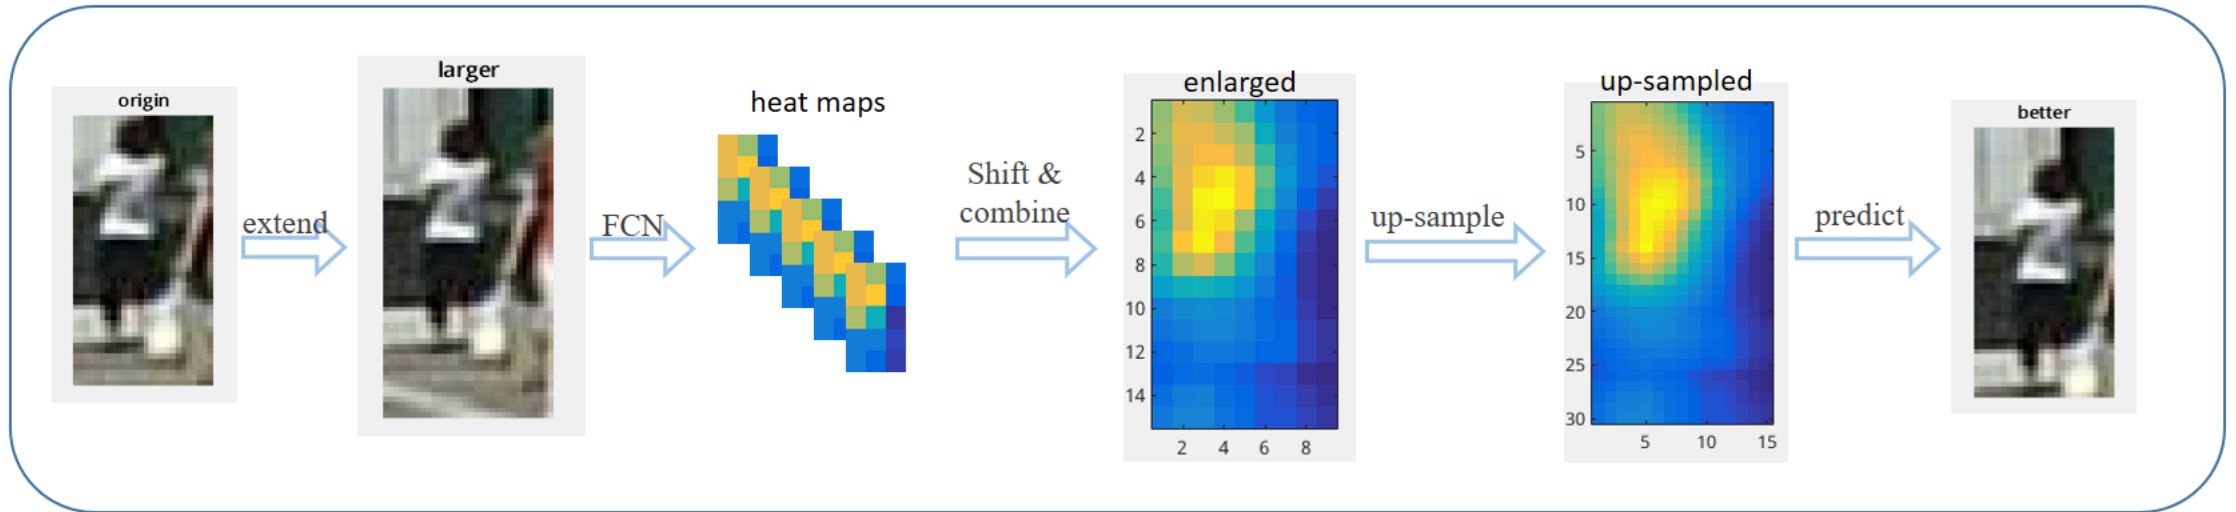 origin
extend
larger
FCN
heat maps
Shift &
combine
enlarged
2
4
6
8
10
12
14
2 4 6 8
up-sample
up-sampled
5
10
15
20
25
30
5 10 15
predict
better